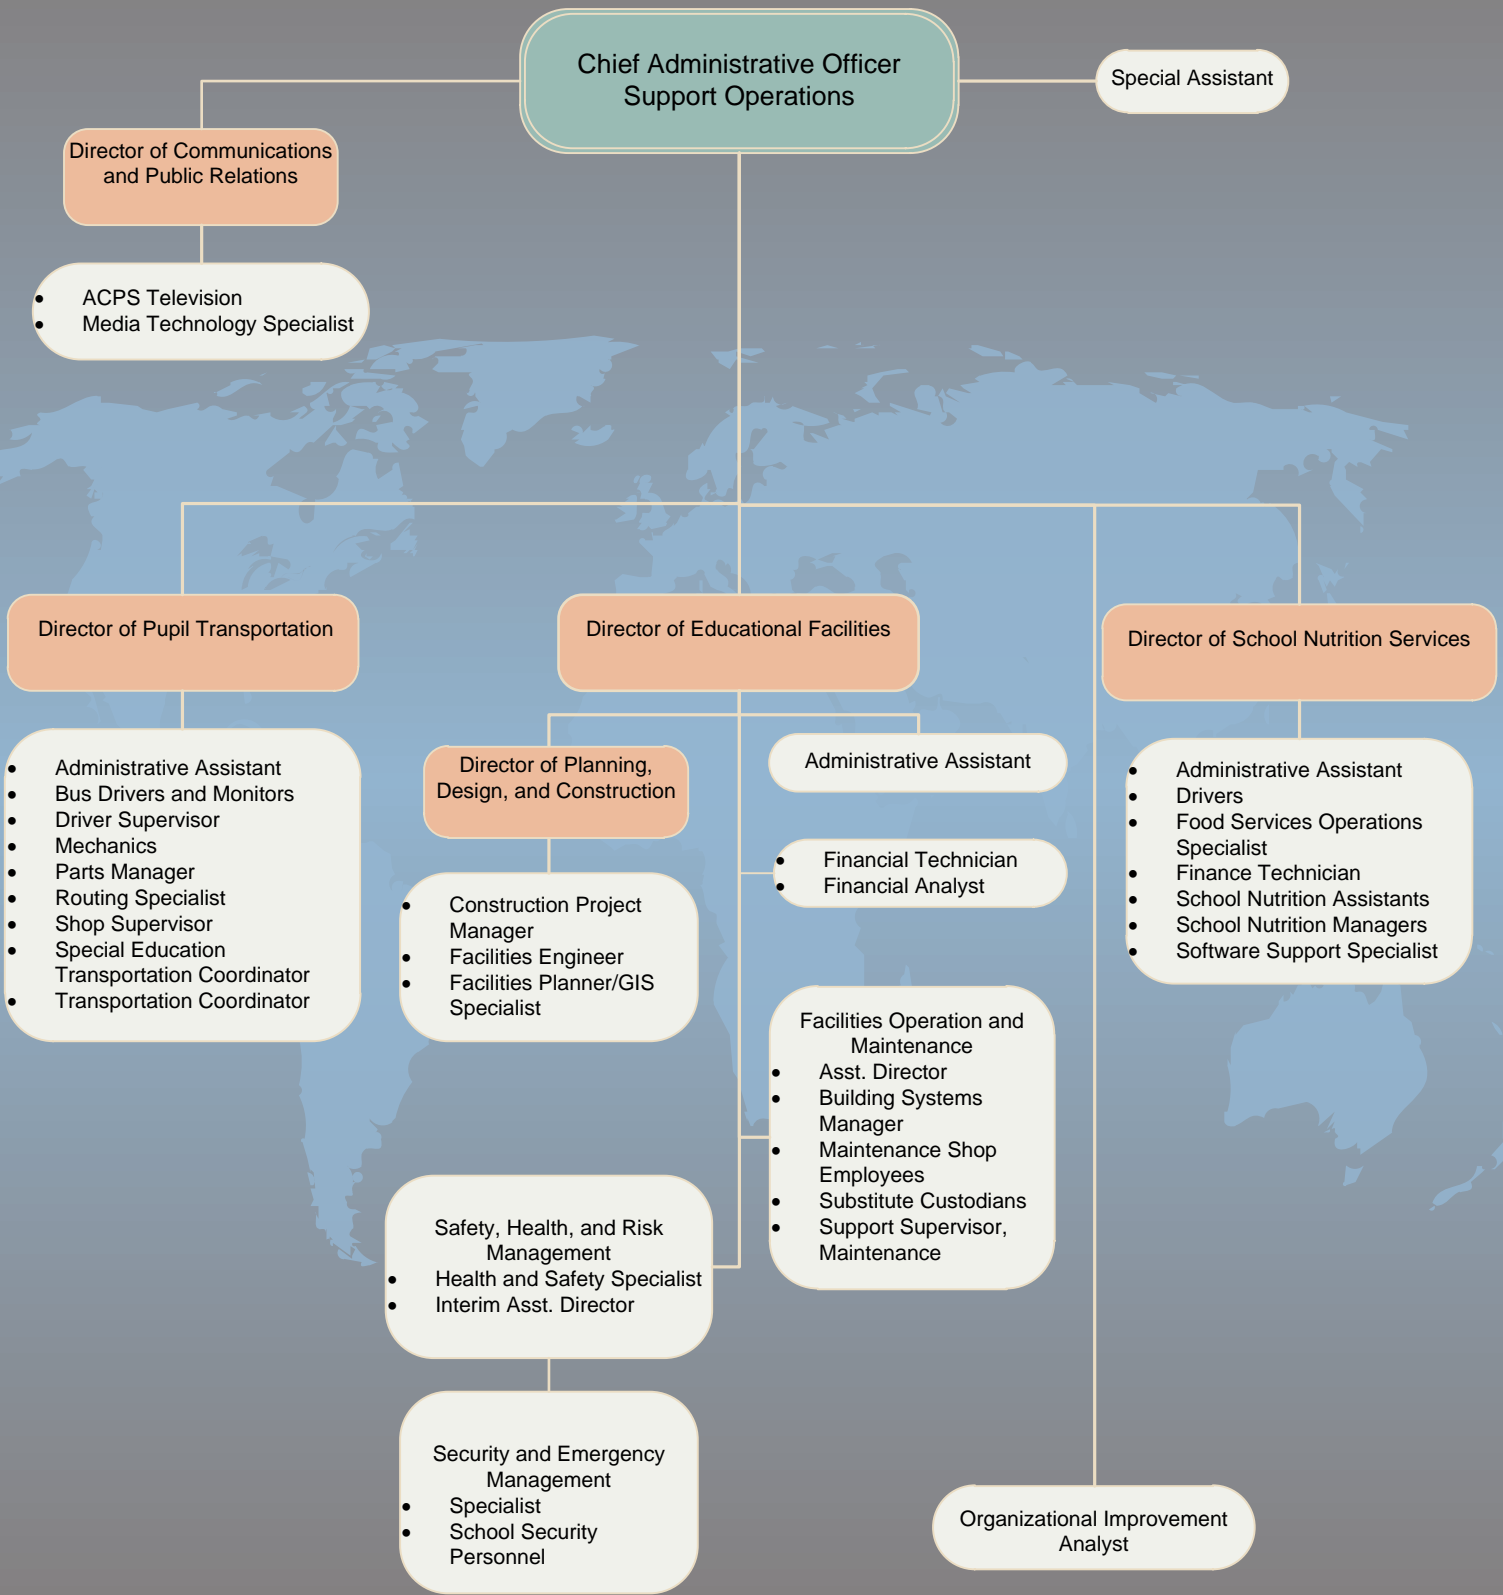 Chief Administrative Officer
Support Operations
Special Assistant
Director of Communications
and Public Relations
• ACPS Television
• Media Technology Specialist
Director of Pupil Transportation
• Administrative Assistant
• Bus Drivers and Monitors
• Driver Supervisor
• Mechanics
• Parts Manager
• Routing Specialist
• Shop Supervisor
• Special Education
Transportation Coordinator
• Transportation Coordinator
Director of Educational Facilities
Director of Planning,
Design, and Construction
• Construction Project
Manager
• Facilities Engineer
• Facilities Planner/GIS
Specialist
Administrative Assistant
• Financial Technician
• Financial Analyst
Facilities Operation and
Maintenance
• Asst. Director
• Building Systems
Manager
• Maintenance Shop
Employees
• Substitute Custodians
• Support Supervisor,
Maintenance
Safety, Health, and Risk
Management
• Health and Safety Specialist
• Interim Asst. Director
Security and Emergency
Management
• Specialist
• School Security
Personnel
Director of School Nutrition Services
• Administrative Assistant
• Drivers
• Food Services Operations
Specialist
• Finance Technician
• School Nutrition Assistants
• School Nutrition Managers
• Software Support Specialist
Organizational Improvement
Analyst